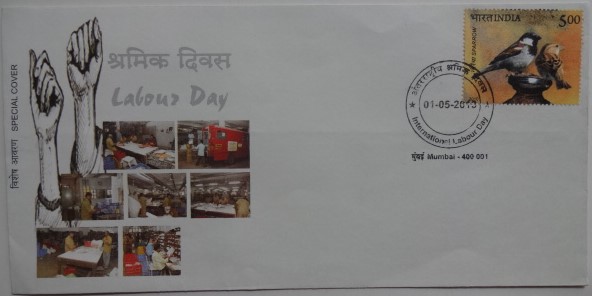 विशेष आवरण SPECIAL COVER
श्रमिक दिवस
Labour Day
भारत INDIA
5.00
SPARROW
अंतरराष्ट्रीय श्रमिक दिवस
01-05-2013
International Labour Day
मुंबई Mumbai - 400 001